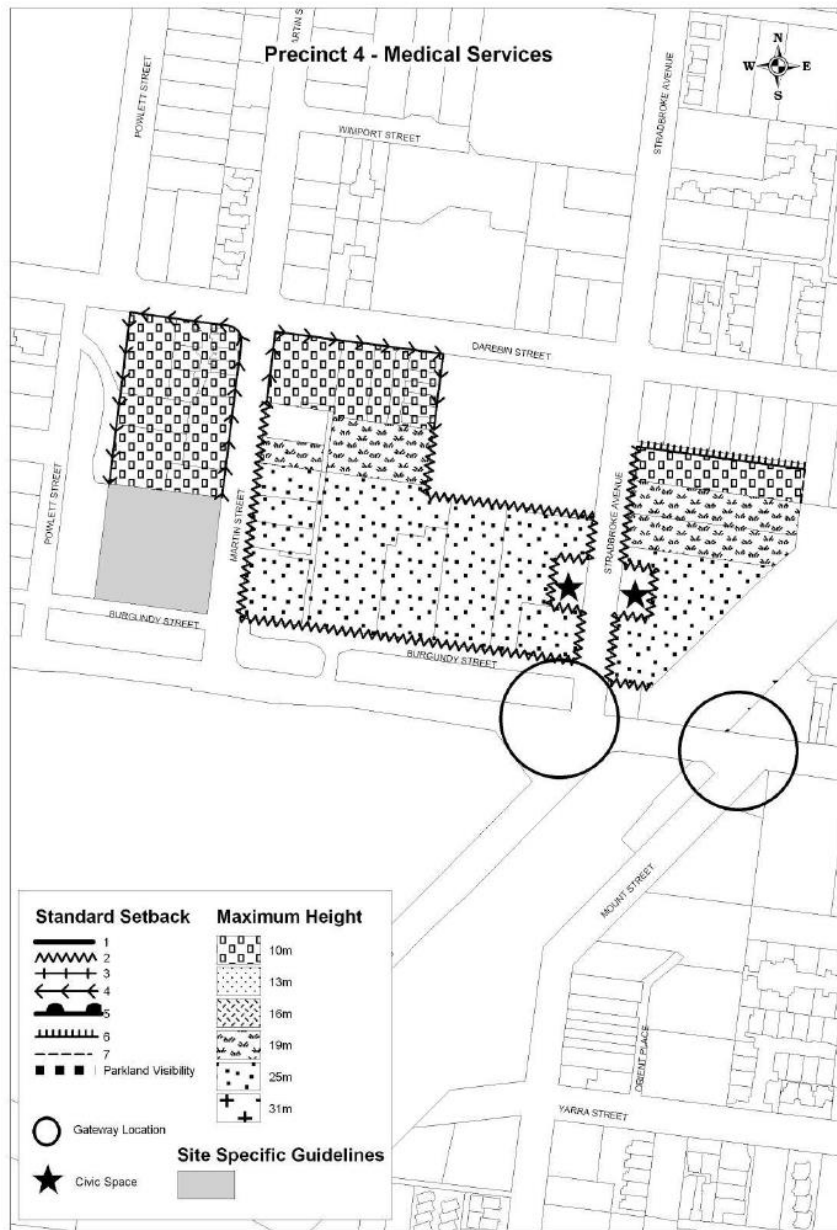 Precinct 4 - Medical Services
N
W E
S
POWLETT STREET
ARTIN ST
STRADBROKE AVENUE
WIMPORT STREET
DAREBIN STREET
POWLETT STREET
MARTIN STREET
STRADBROKE AVENUE
BURGUNDY STREET
BURGUNDY STREET
MOUNT STREET
ORIENT PLACE
YARRA STREET
Standard Setback
1
2
3
4
5
6
7
Parkland Visibility
Gateway Location
Civic Space
Maximum Height
10m
13m
16m
19m
25m
31m
Site Specific Guidelines